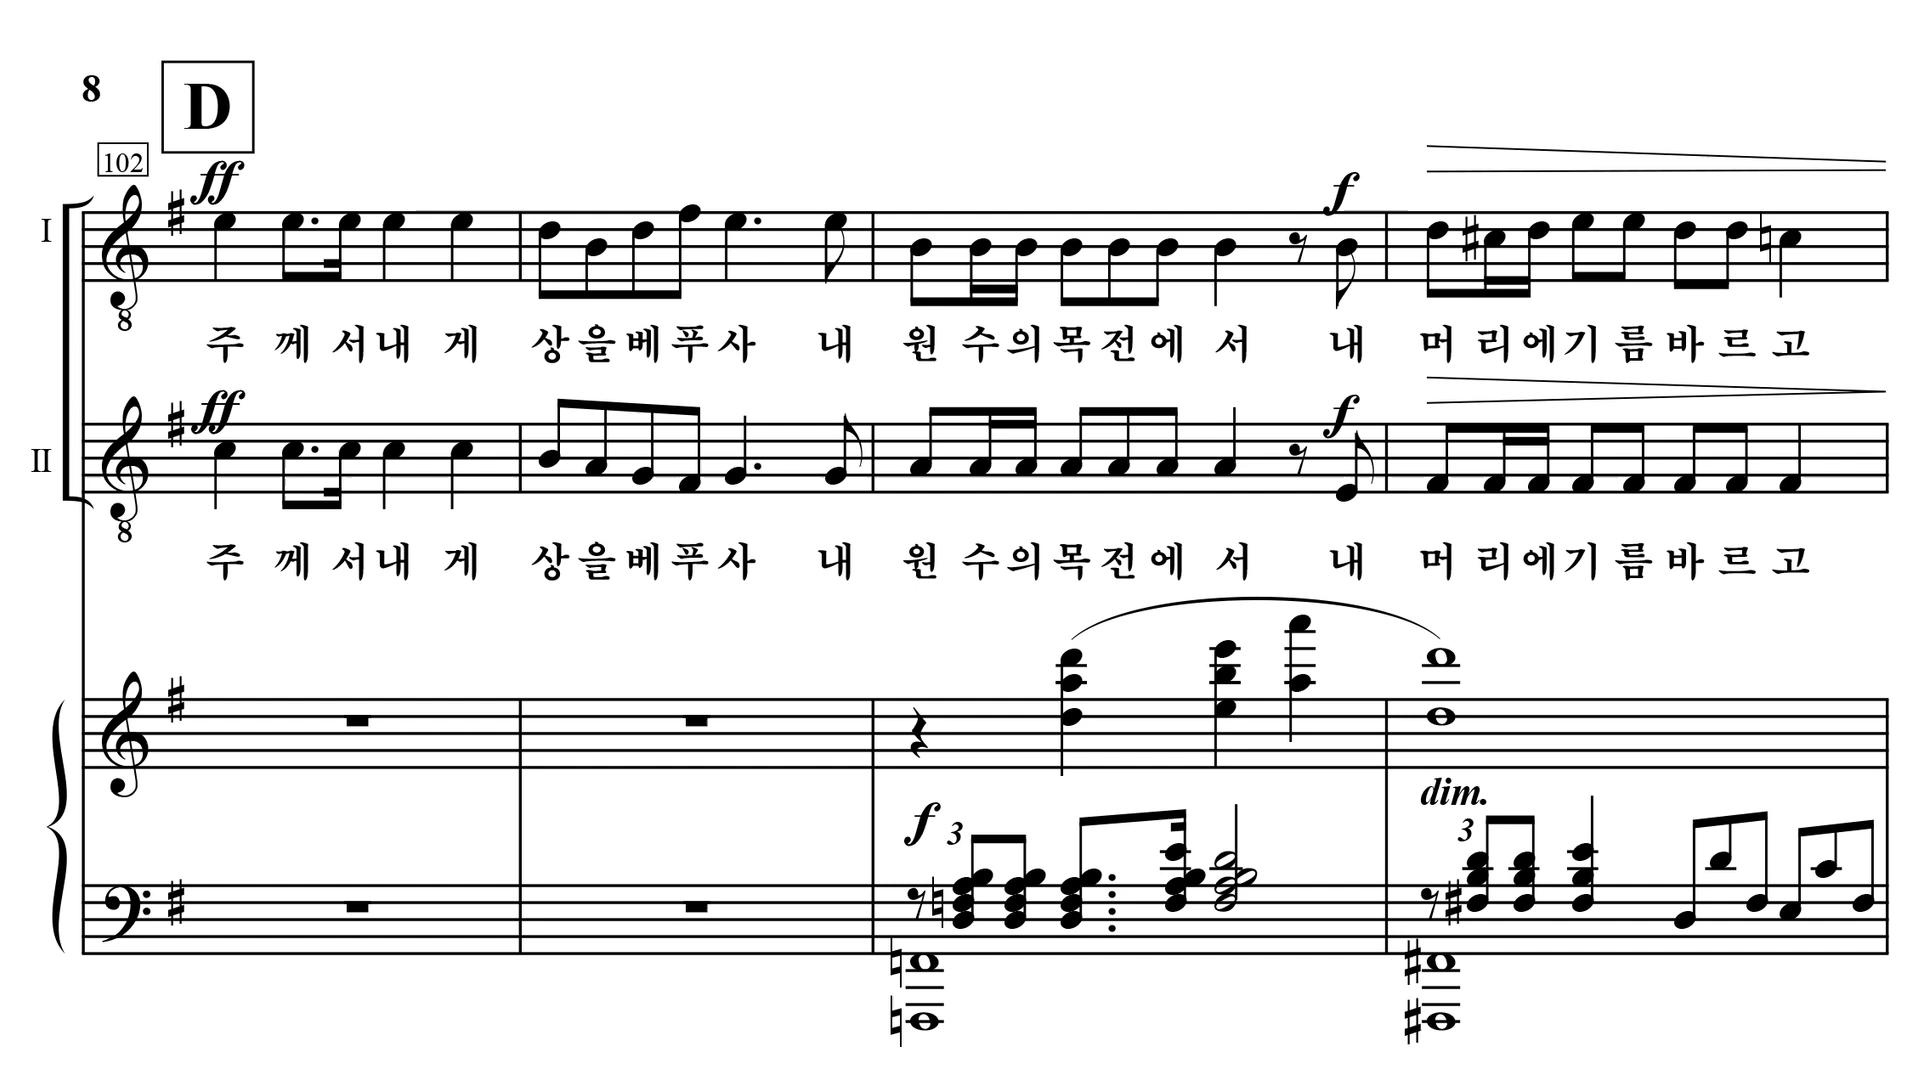 8
D
102
ff
I
f
주 께 서 내 게 상 을 베 푸 사 내 원 수 의 목 전 에 서 내 머 리 에 기 름 바 르 고
8
ff
II
f
주 께 서 내 게 상 을 베 푸 사 내 원 수 의 목 전 에 서 내 머 리 에 기 름 바 르 고
8
dim.
f 3
3